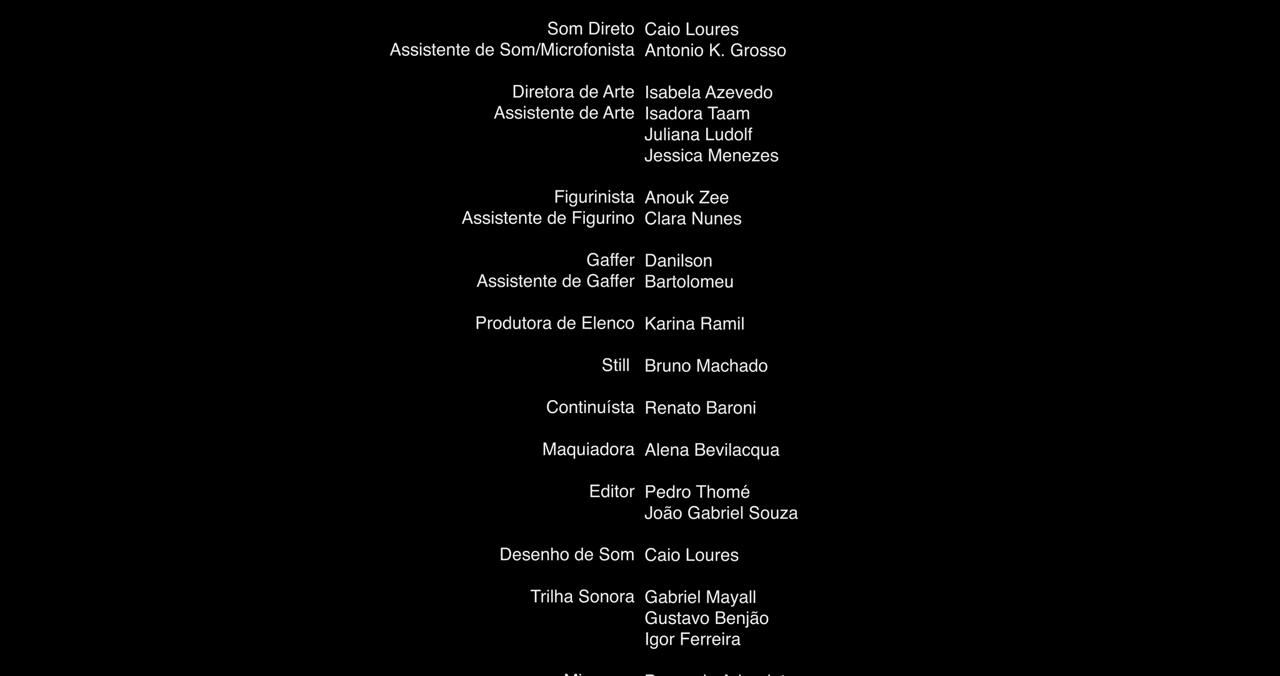 Som Direto Caio Loures
Assistente de Som/Microfonista Antonio K. Grosso
Diretora de Arte Isabela Azevedo
Assistente de Arte Isadora Taam
Juliana Ludolf
Jessica Menezes
Figurinista Anouk Zee
Assistente de Figurino Clara Nunes
Gaffer Danilson
Assistente de Gaffer Bartolomeu
Produtora de Elenco Karina Ramil
Still Bruno Machado
Continuísta Renato Baroni
Maquiadora Alena Bevilacqua
Editor Pedro Thomé
João Gabriel Souza
Desenho de Som Caio Loures
Trilha Sonora Gabriel Mayall
Gustavo Benjão
Igor Ferreira